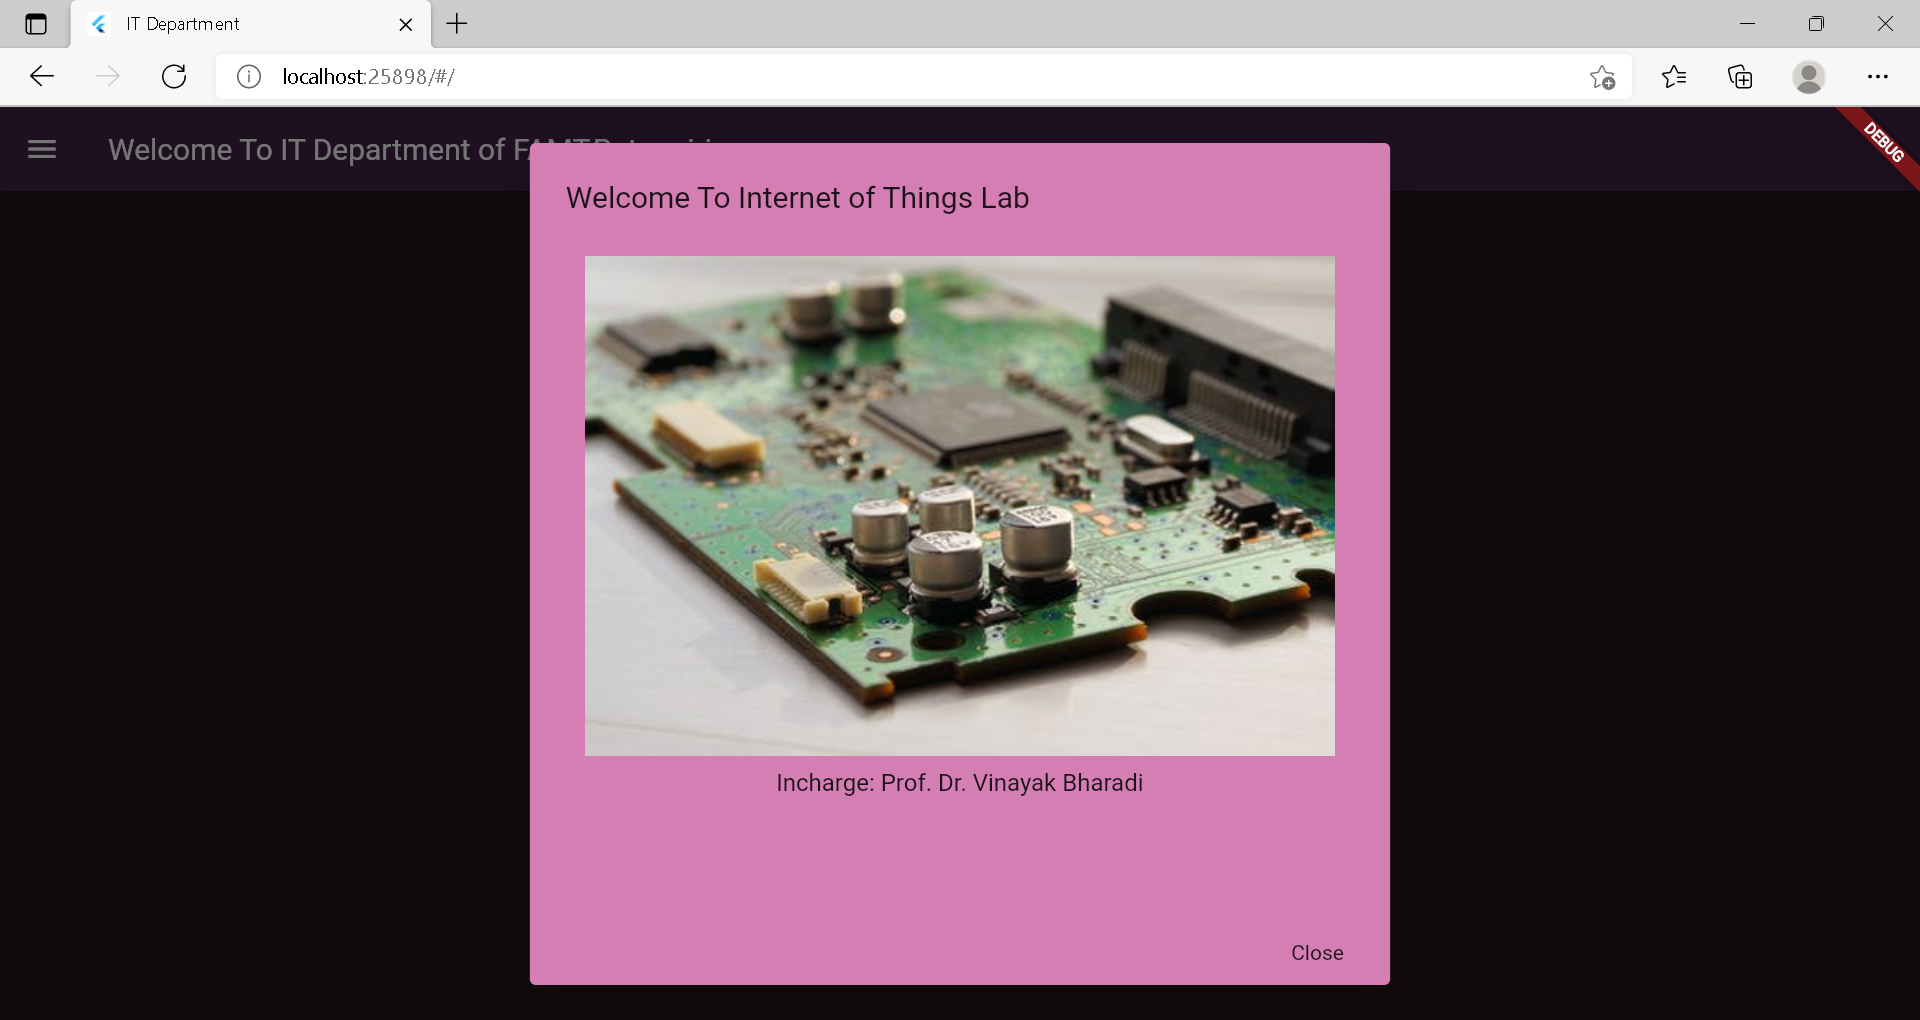 IT Department
localhost:25898/#/
Welcome To IT Department of
DEBUG
Welcome To Internet of Things Lab
Incharge: Prof. Dr. Vinayak Bharadi
Close